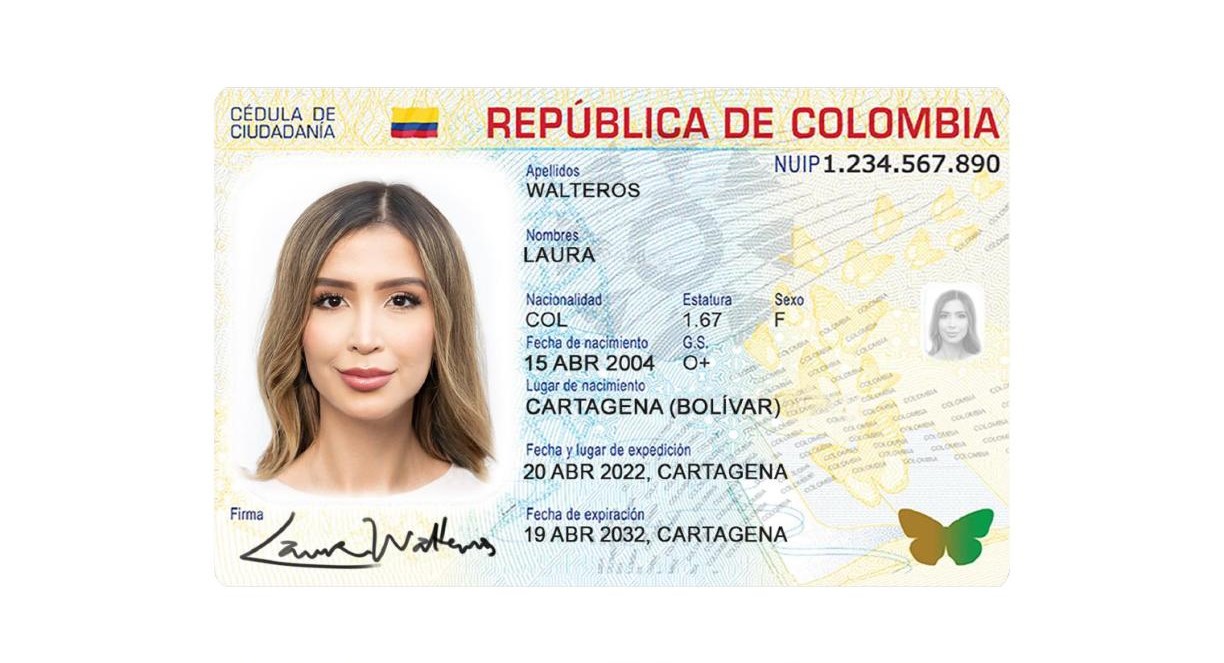 CÉDULA DE
CIUDADANÍA
REPÚBLICA DE COLOMBIA
NUIP 1.234.567.890
Apellidos
WALTEROS
Nombres
LAURA
Nacionalidad Estatura Sexo
COL 1.67 F
Fecha de nacimiento G.S.
15 ABR 2004 O+
Lugar de nacimiento
CARTAGENA (BOLÍVAR)
Fecha y lugar de expedición
20 ABR 2022, CARTAGENA
Fecha de expiración
19 ABR 2032, CARTAGENA
Firma
Laura Walteros
COLOMBIA